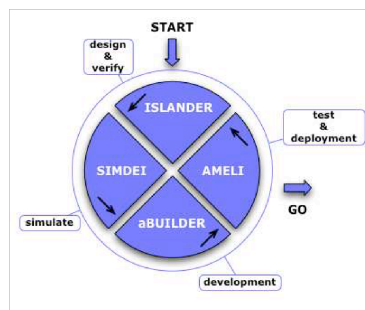 START
design
&
verify
ISLANDER
test
&
deployment
SIMDEI
AMELI
GO
simulate
aBUILDER
development